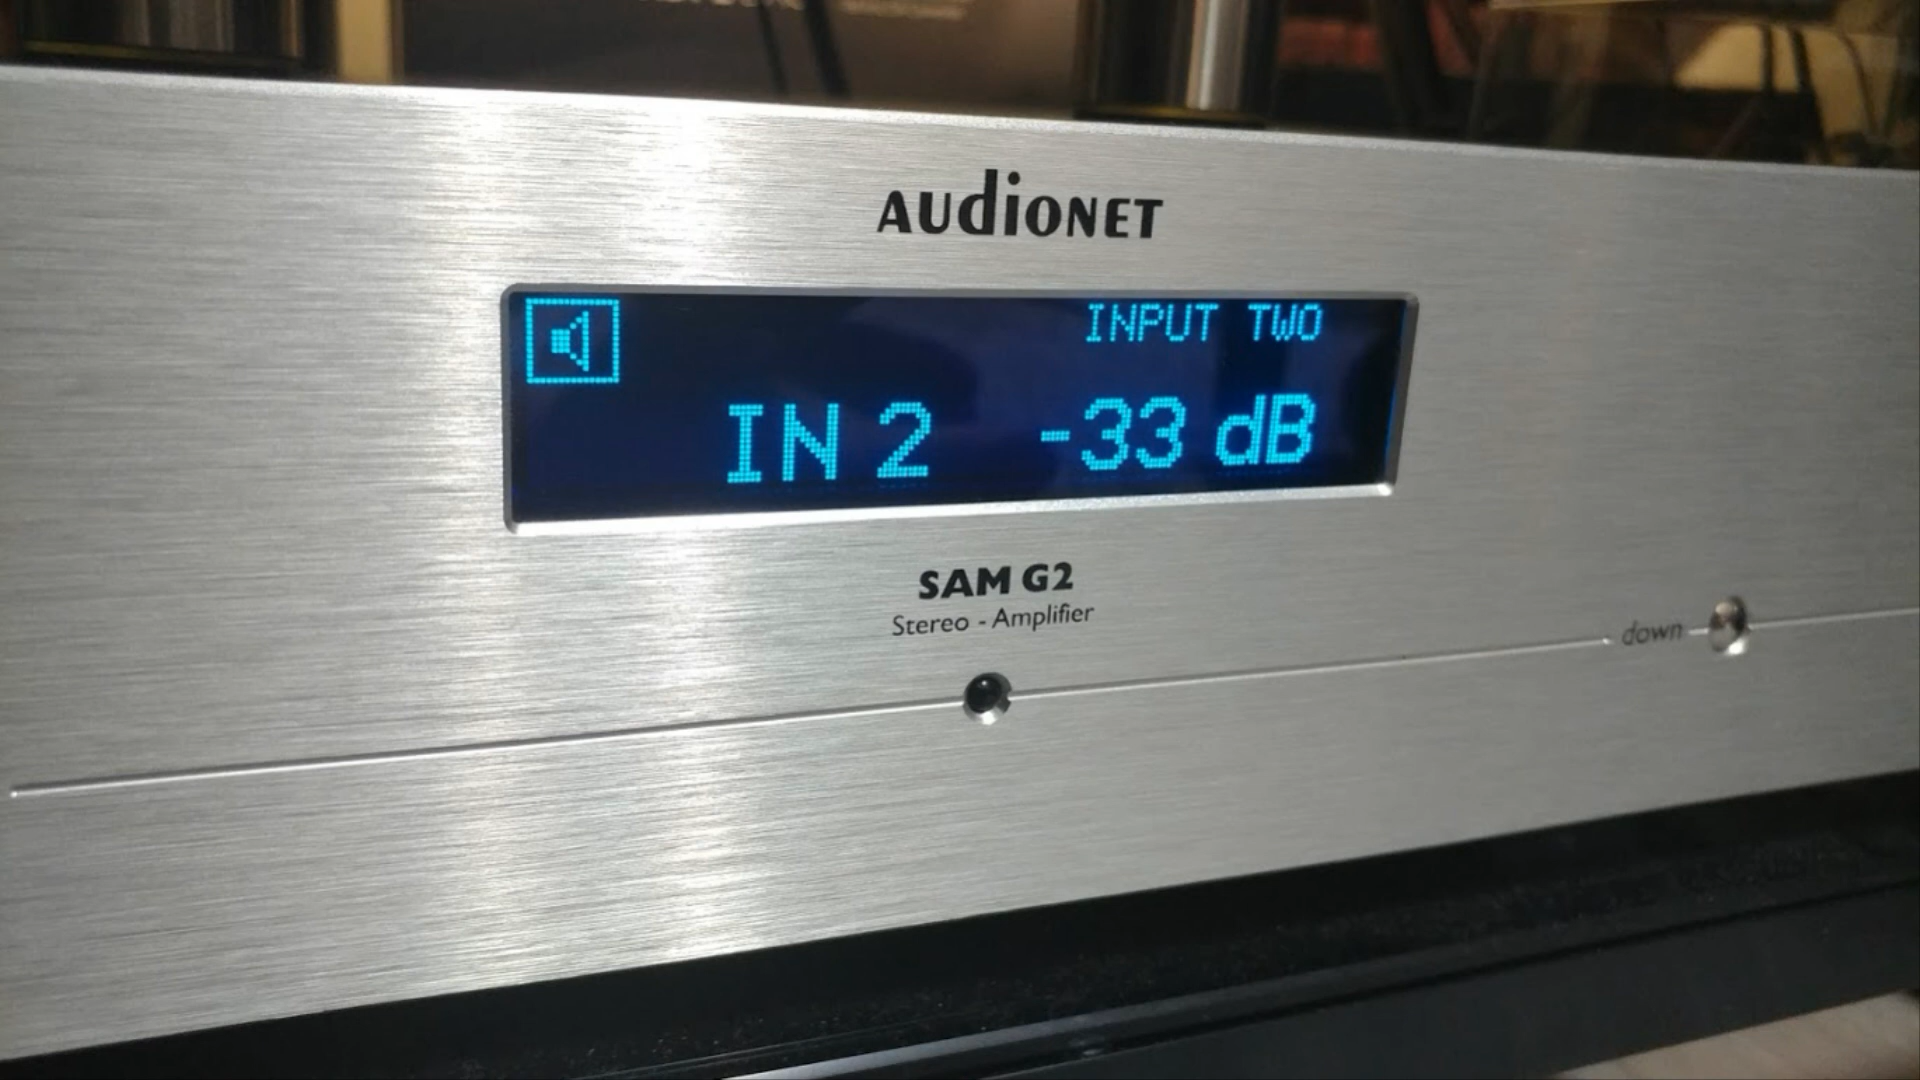 AUDIONET
INPUT TWO
IN 2 -33 dB
SAM G2
Stereo - Amplifier
down